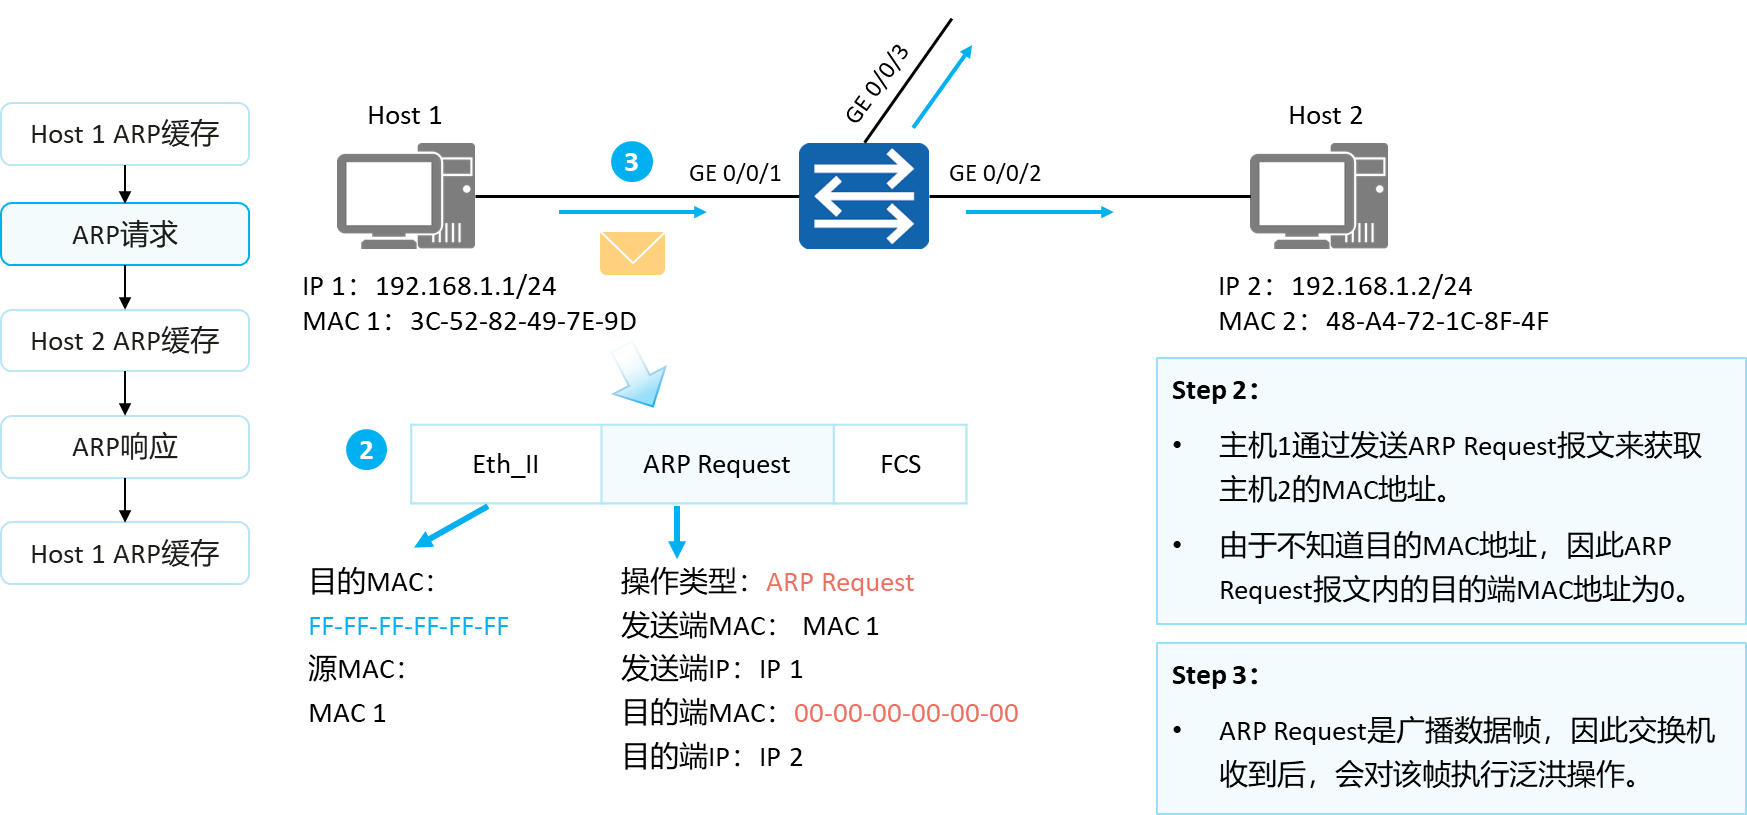 Host 1 ARP缓存
ARP请求
Host 2 ARP缓存
ARP响应
Host 1 ARP缓存
Host 1
3
GE 0/0/1
GE 0/0/3
GE 0/0/2
Host 2
IP 1：192.168.1.1/24
MAC 1：3C-52-82-49-7E-9D
IP 2：192.168.1.2/24
MAC 2：48-A4-72-1C-8F-4F
2
Eth_II
ARP Request
FCS
目的MAC：
FF-FF-FF-FF-FF-FF
源MAC：
MAC 1
操作类型：ARP Request
发送端MAC： MAC 1
发送端IP：IP 1
目的端MAC：00-00-00-00-00-00
目的端IP：IP 2
Step 2：
• 主机1通过发送ARP Request报文来获取
主机2的MAC地址。
• 由于不知道目的MAC地址，因此ARP
Request报文内的目的端MAC地址为0。
Step 3：
• ARP Request是广播数据帧，因此交换机
收到后，会对该帧执行泛洪操作。